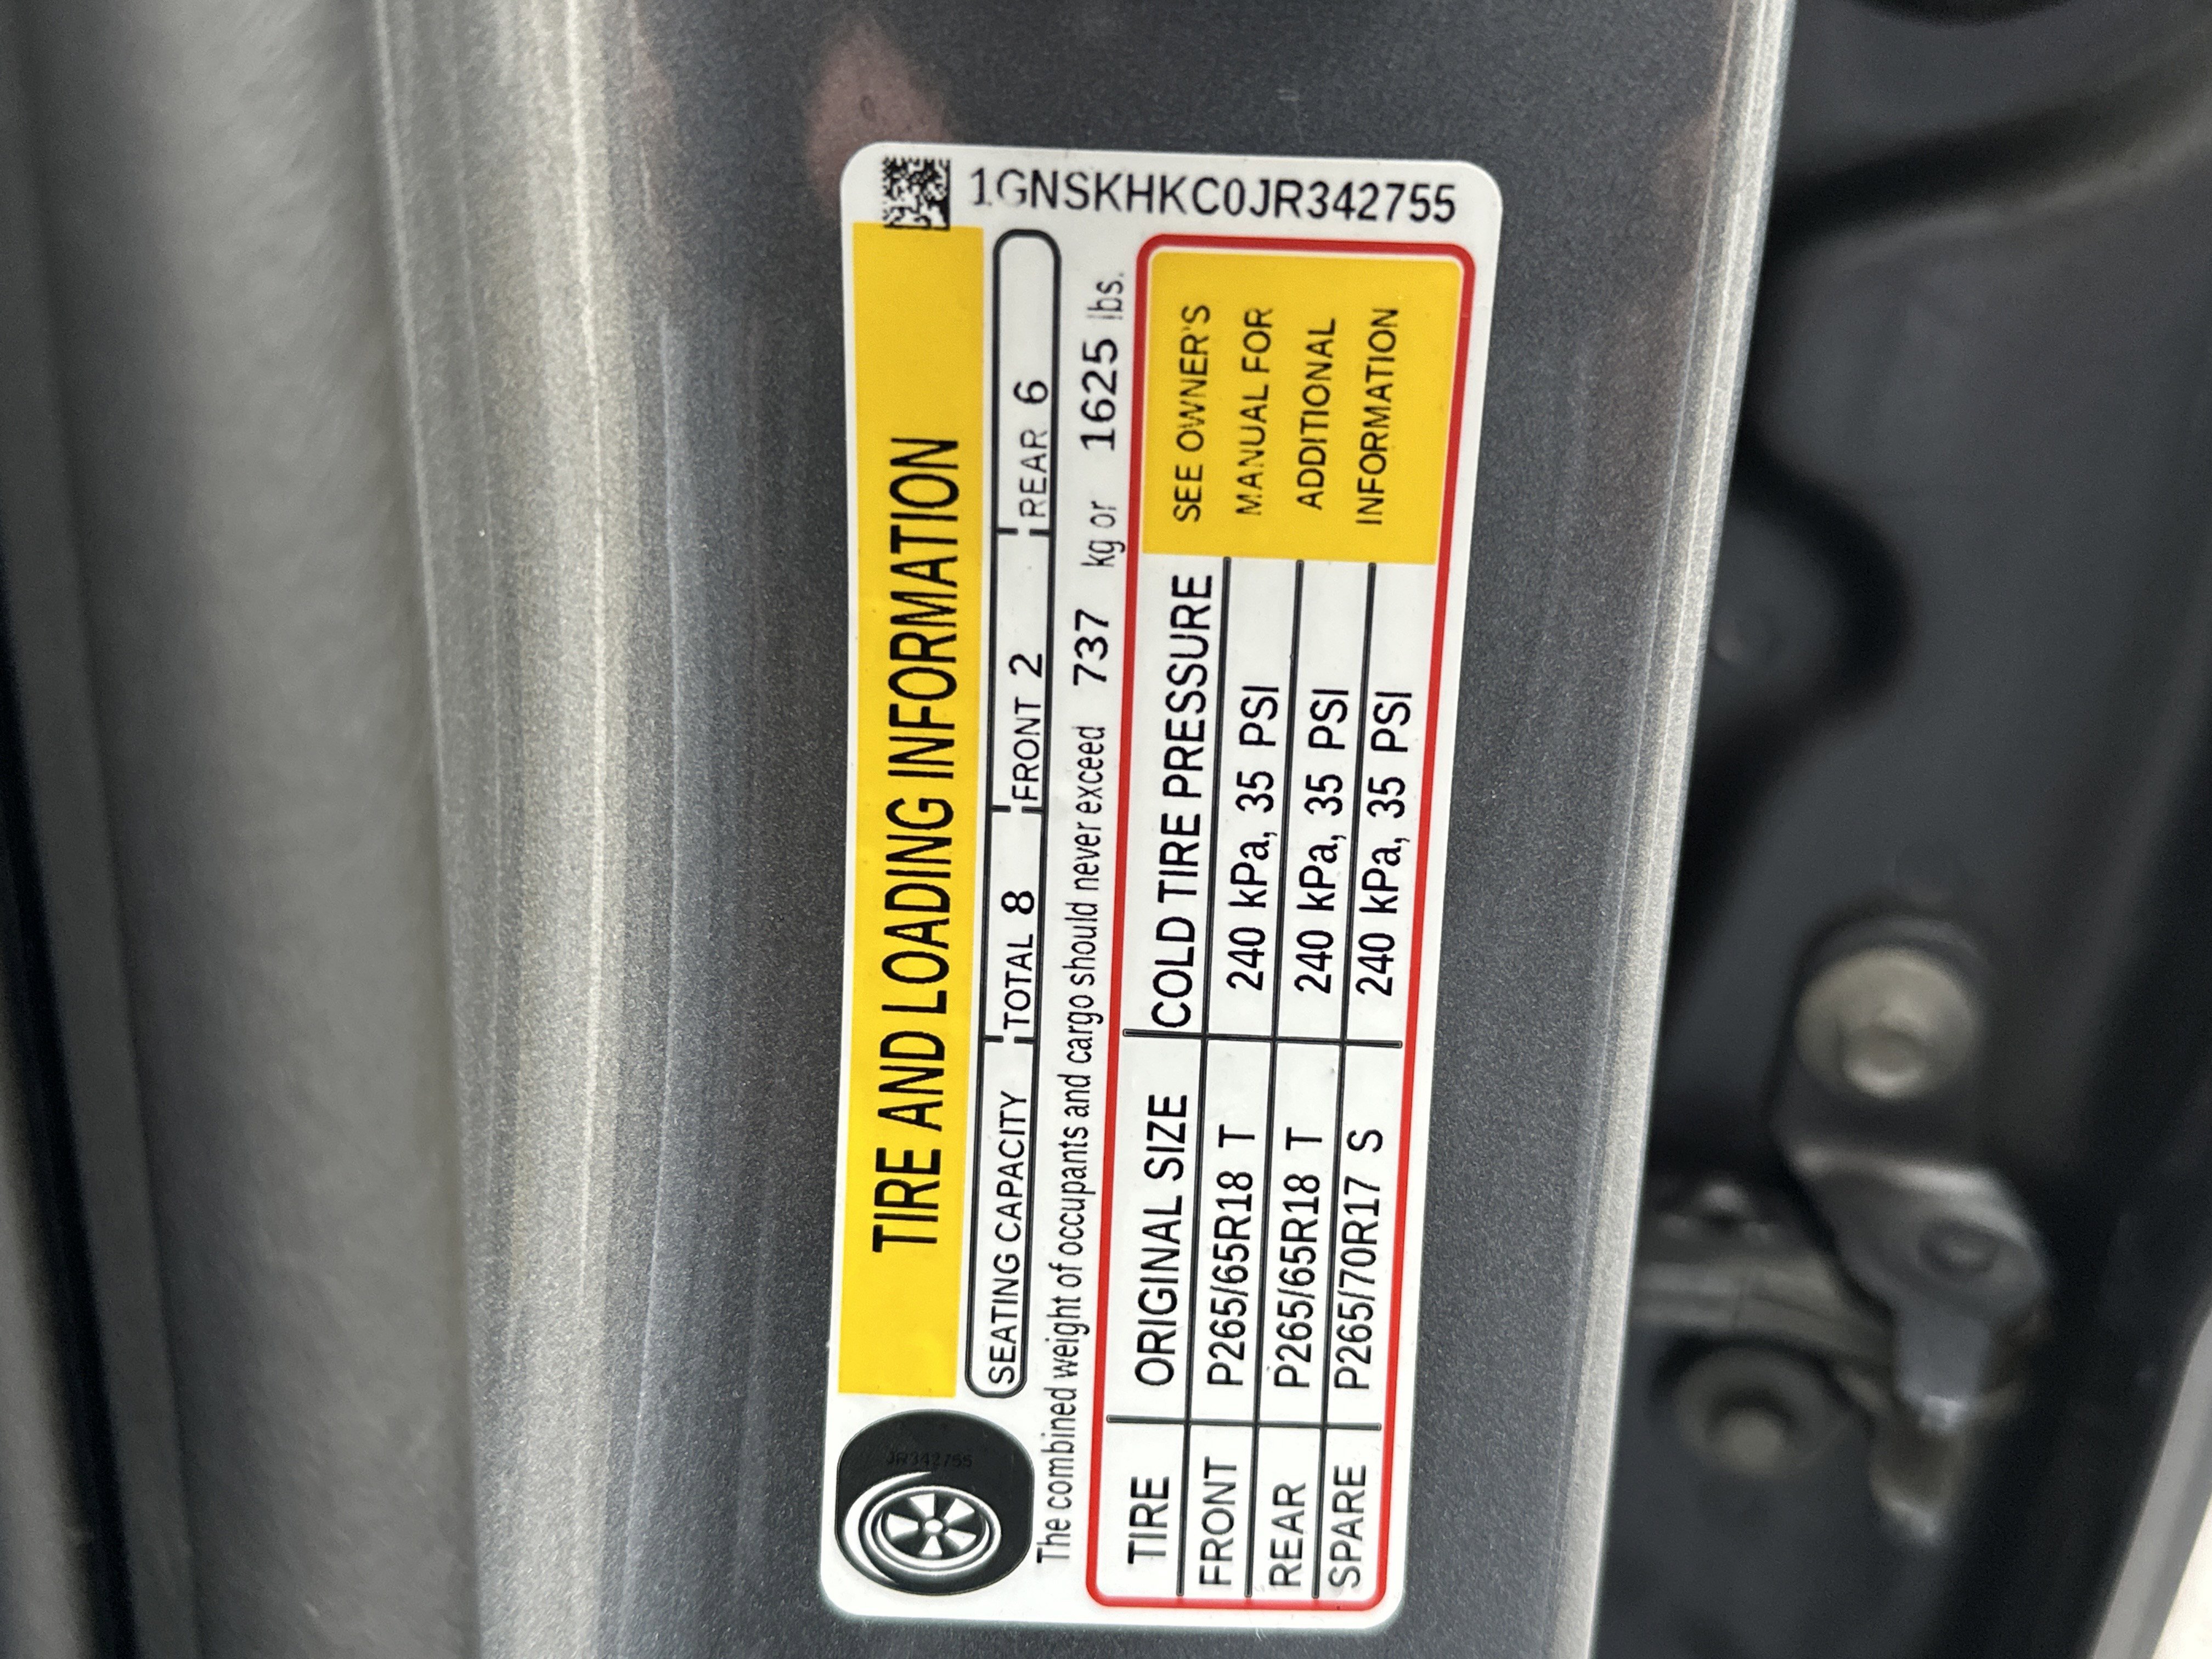 1GNSKHKC0JR342755
TIRE AND LOADING INFORMATION
JR342755
SEATING CAPACITY TOTAL 8 FRONT 2 REAR 6
The combined weight of occupants and cargo should never exceed 737 kg or 1625 lbs.
TIRE ORIGINAL SIZE COLD TIRE PRESSURE
FRONT P265/65R18 T 240 kPa, 35 PSI
REAR P265/65R18 T 240 kPa, 35 PSI
SPARE P265/70R17 S 240 kPa, 35 PSI
SEE OWNER'S
MANUAL FOR
ADDITIONAL
INFORMATION